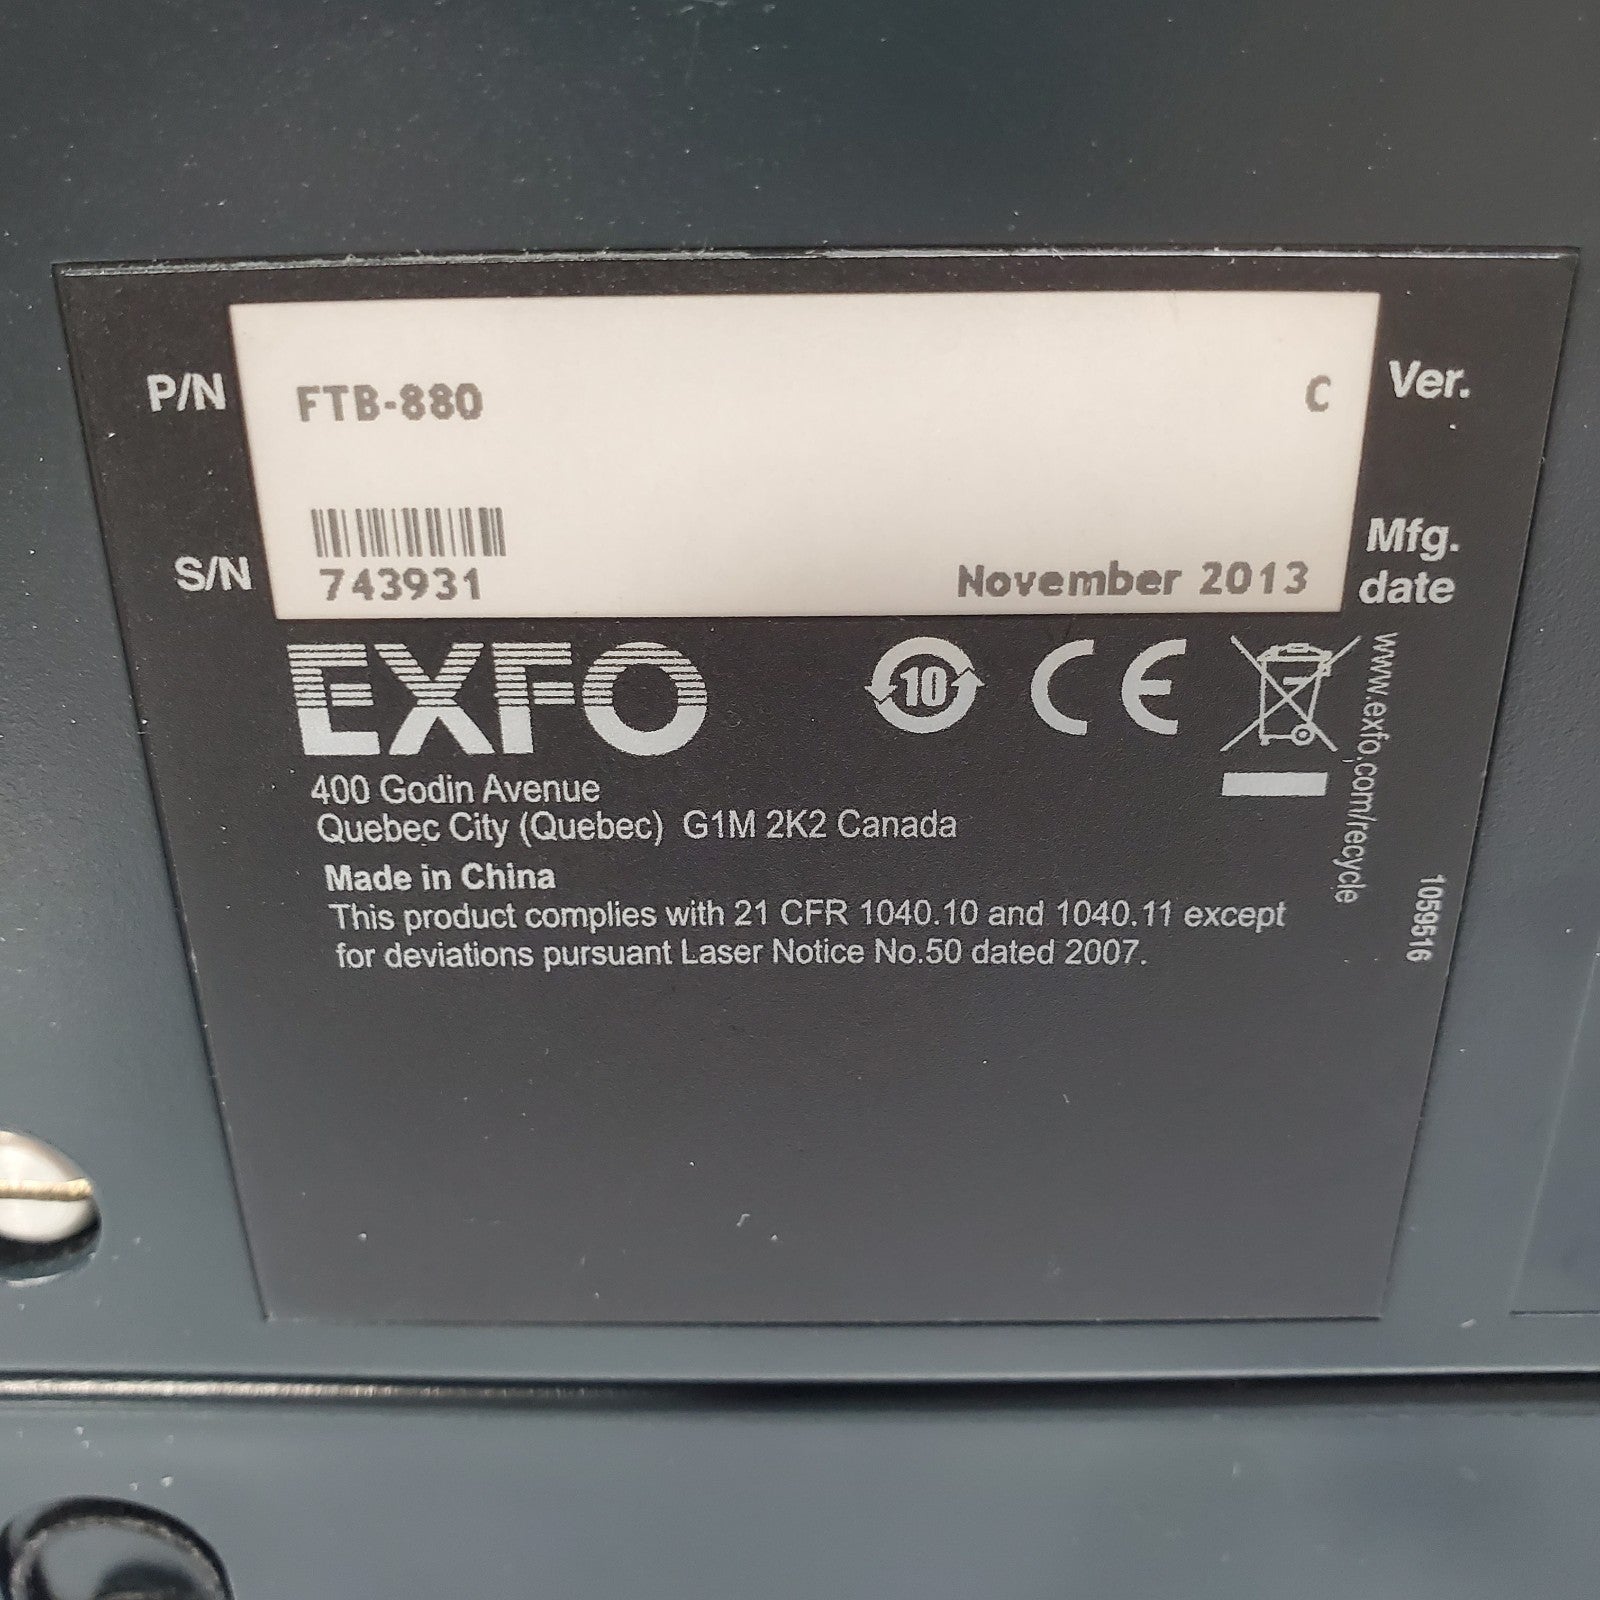 P/N FTB-880 C Ver.
S/N 743931 November 2013 Mfg. date
EXFO
10
CE
400 Godin Avenue
Quebec City (Quebec) G1M 2K2 Canada
Made in China
This product complies with 21 CFR 1040.10 and 1040.11 except
for deviations pursuant Laser Notice No.50 dated 2007.
www.exfo.com/recycle
1059516